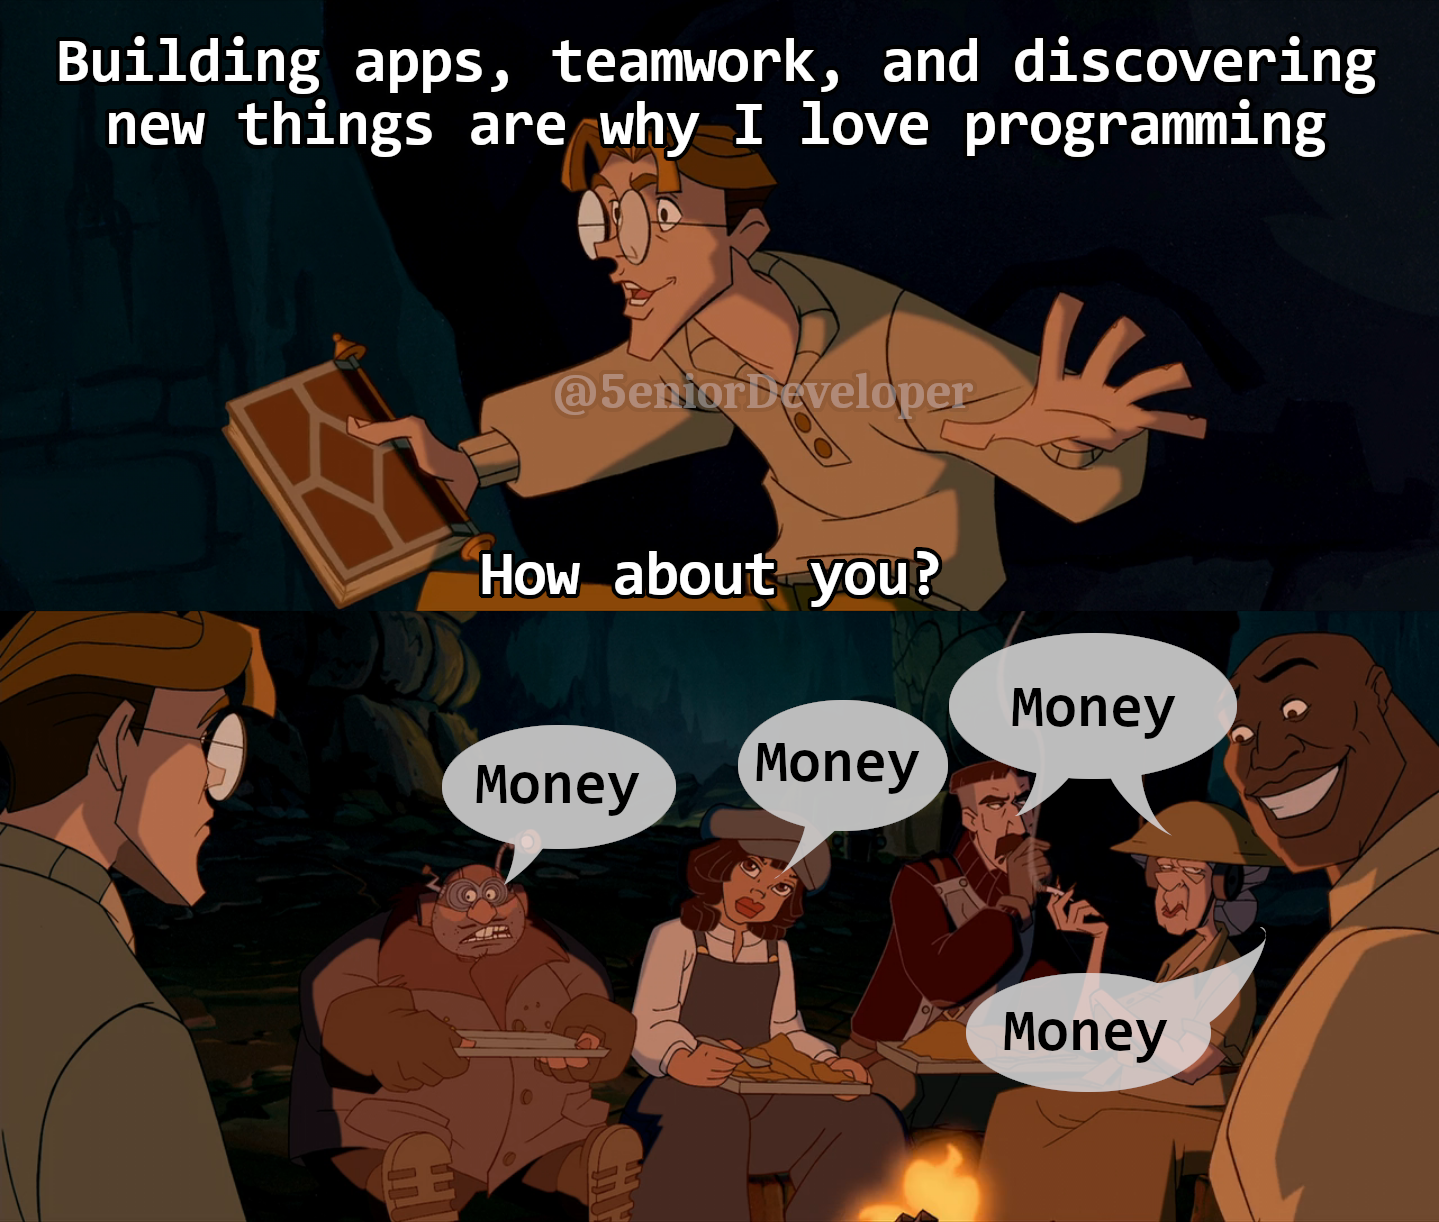 Building apps, teamwork, and discovering
new things are why I love programming
@5eniorDeveloper
How about you?
Money
Money
Money
Money